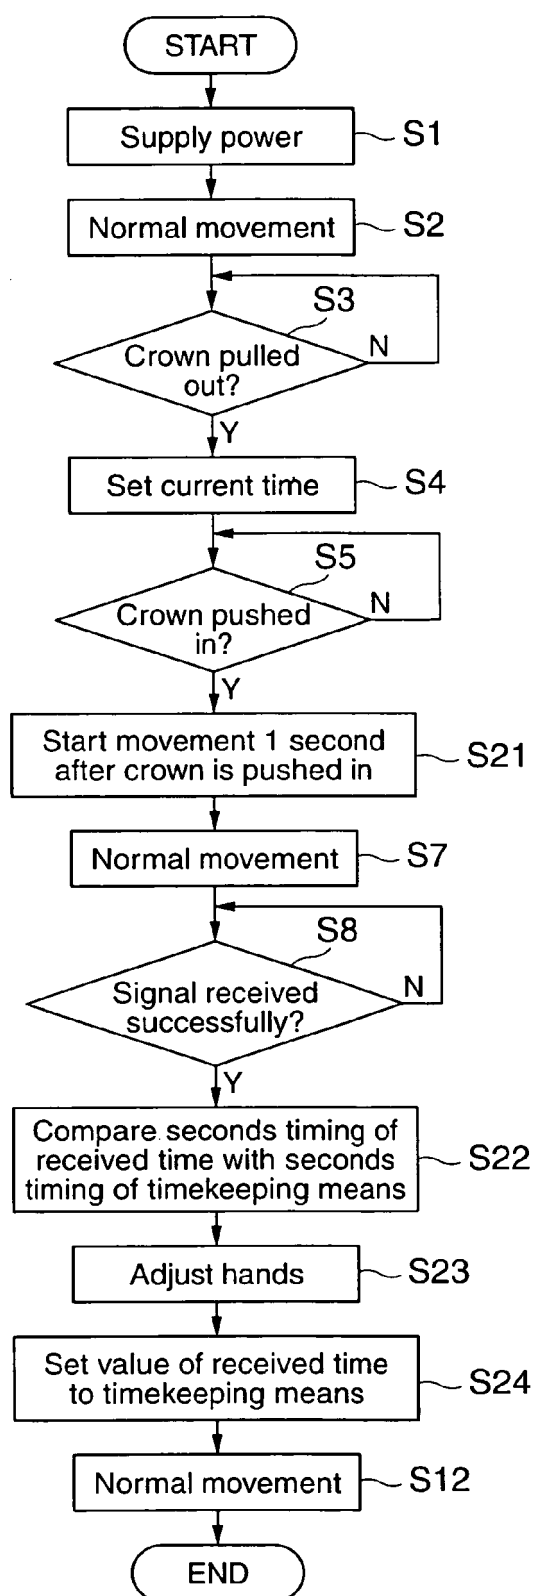 START
Supply power
S1
Normal movement
S2
S3
Crown pulled
out?
N
Y
Set current time
S4
S5
Crown pushed
in?
N
Y
Start movement 1 second
after crown is pushed in
S21
Normal movement
S7
S8
Signal received
successfully?
N
Y
Compare seconds timing of
received time with seconds
timing of timekeeping means
S22
Adjust hands
S23
Set value of received time
to timekeeping means
S24
Normal movement
S12
END